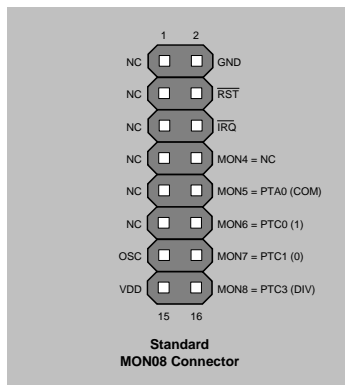 1 2
NC GND
NC RST
NC IRQ
NC MON4 = NC
NC MON5 = PTA0 (COM)
NC MON6 = PTC0 (1)
OSC MON7 = PTC1 (0)
VDD MON8 = PTC3 (DIV)
15 16
Standard
MON08 Connector